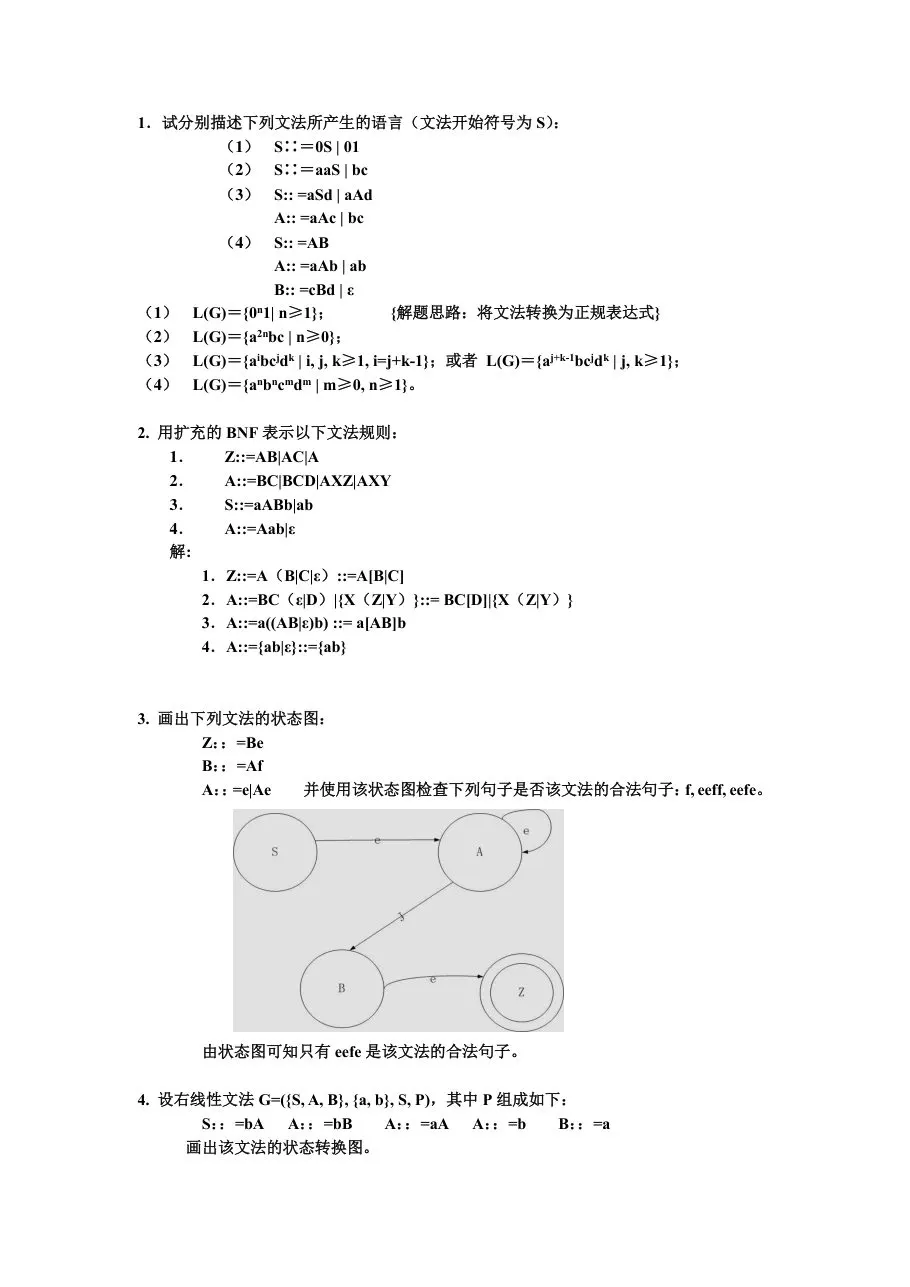 1．试分别描述下列文法所产生的语言（文法开始符号为 S）：
（1） S∷＝0S | 01
（2） S∷＝aaS | bc
（3） S:: =aSd | aAd
A:: =aAc | bc
（4） S:: =AB
A:: =aAb | ab
B:: =cBd | ε
（1） L(G)＝{0ⁿ1| n≥1}； {解题思路：将文法转换为正规表达式}
（2） L(G)＝{a²ⁿbc | n≥0}；
（3） L(G)＝{aⁱbcʲdᵏ | i, j, k≥1, i=j+k-1}；或者 L(G)＝{aʲ⁺ᵏ⁻¹bcʲdᵏ | j, k≥1}；
（4） L(G)＝{aⁿbⁿcᵐdᵐ | m≥0, n≥1}。
2. 用扩充的 BNF 表示以下文法规则：
1． Z::=AB|AC|A
2． A::=BC|BCD|AXZ|AXY
3． S::=aABb|ab
4． A::=Aab|ε
解：
1．Z::=A（B|C|ε）::=A[B|C]
2．A::=BC（ε|D）|{X（Z|Y）}::= BC[D]|{X（Z|Y）}
3．A::=a((AB|ε)b) ::= a[AB]b
4．A::={ab|ε}::={ab}
3. 画出下列文法的状态图：
Z：：=Be
B：：=Af
A：：=e|Ae 并使用该状态图检查下列句子是否该文法的合法句子：f, eeff, eefe。
S e A e
f
B e Z
由状态图可知只有 eefe 是该文法的合法句子。
4. 设右线性文法 G=({S, A, B}, {a, b}, S, P)，其中 P 组成如下：
S：：=bA A：：=bB A：：=aA A：：=b B：：=a
画出该文法的状态转换图。